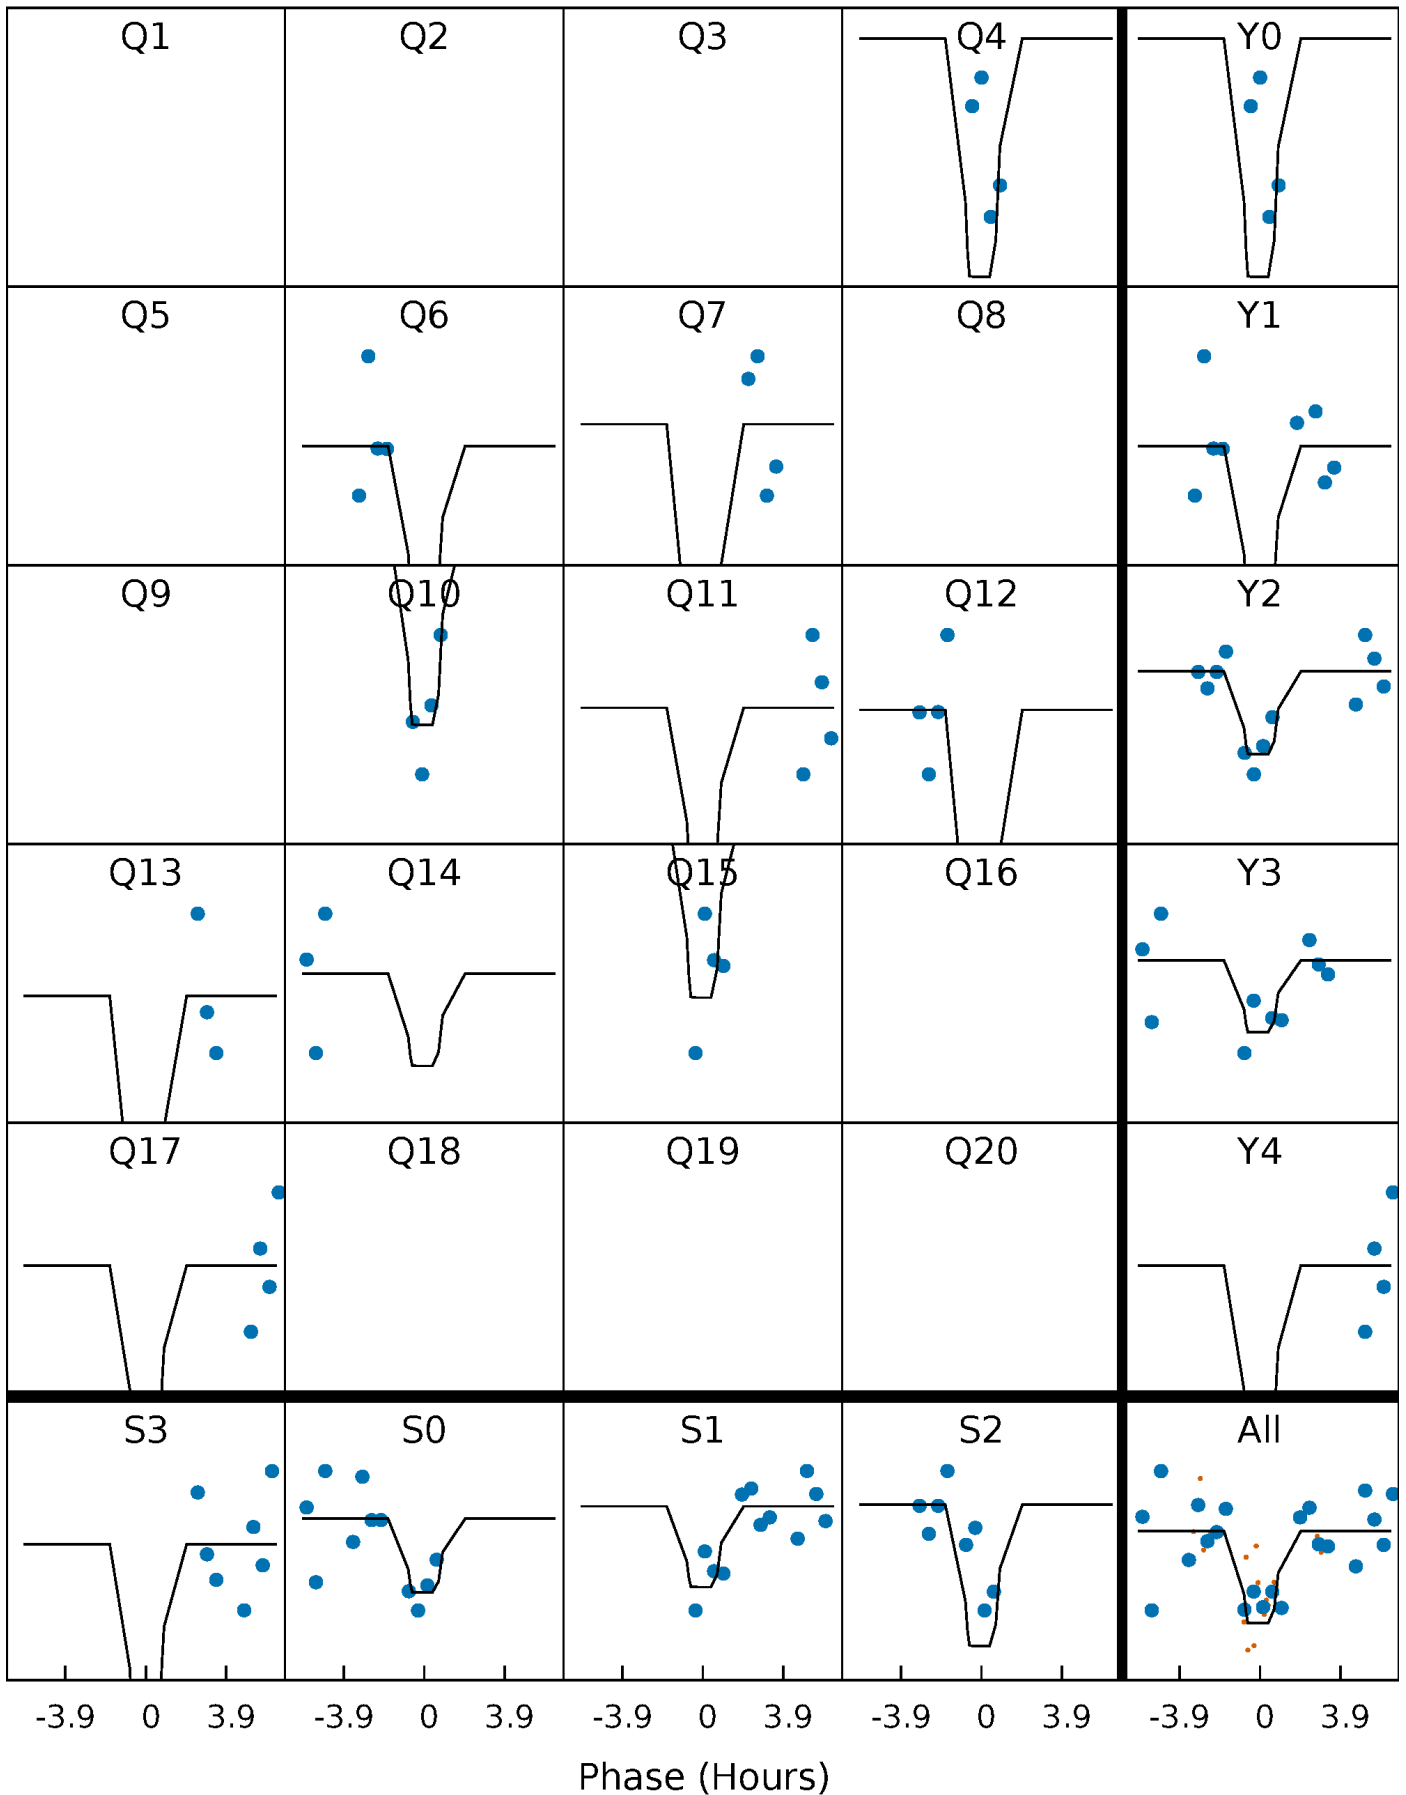 Q1 Q2 Q3 Q4 Y0
Q5 Q6 Q7 Q8 Y1
Q9 Q10 Q11 Q12 Y2
Q13 Q14 Q15 Q16 Y3
Q17 Q18 Q19 Q20 Y4
S3 S0 S1 S2 All
-3.9 0 3.9 -3.9 0 3.9 -3.9 0 3.9 -3.9 0 3.9 -3.9 0 3.9
Phase (Hours)